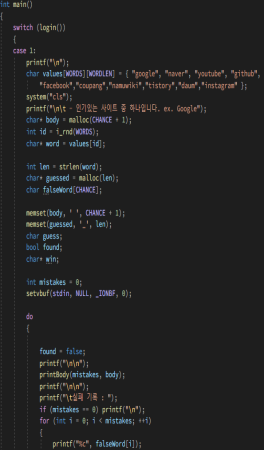 int main()
{
switch (login())
{
case 1:
printf("\n");
char values[WORDS][WORDLEN] = { "google", "naver", "youtube", "github",
"facebook","coupang","namuwiki","tistory","daum","instagram" };
system("cls");
printf("\n\t - 인기있는 사이트 중 하나입니다. ex. Google");
char* body = malloc(CHANCE + 1);
int id = i_rnd(WORDS);
char* word = values[id];
int len = strlen(word);
char* guessed = malloc(len);
char falseWord[CHANCE];
memset(body, ' ', CHANCE + 1);
memset(guessed, '_', len);
char guess;
bool found;
char* win;
int mistakes = 0;
setvbuf(stdin, NULL, _IONBF, 0);
do
{
found = false;
printf("\n\n");
printBody(mistakes, body);
printf("\n\n");
printf("\t실패 기록 : ");
if (mistakes == 0) printf("\n");
for (int i = 0; i < mistakes; ++i)
{
printf("%c", falseWord[i]);